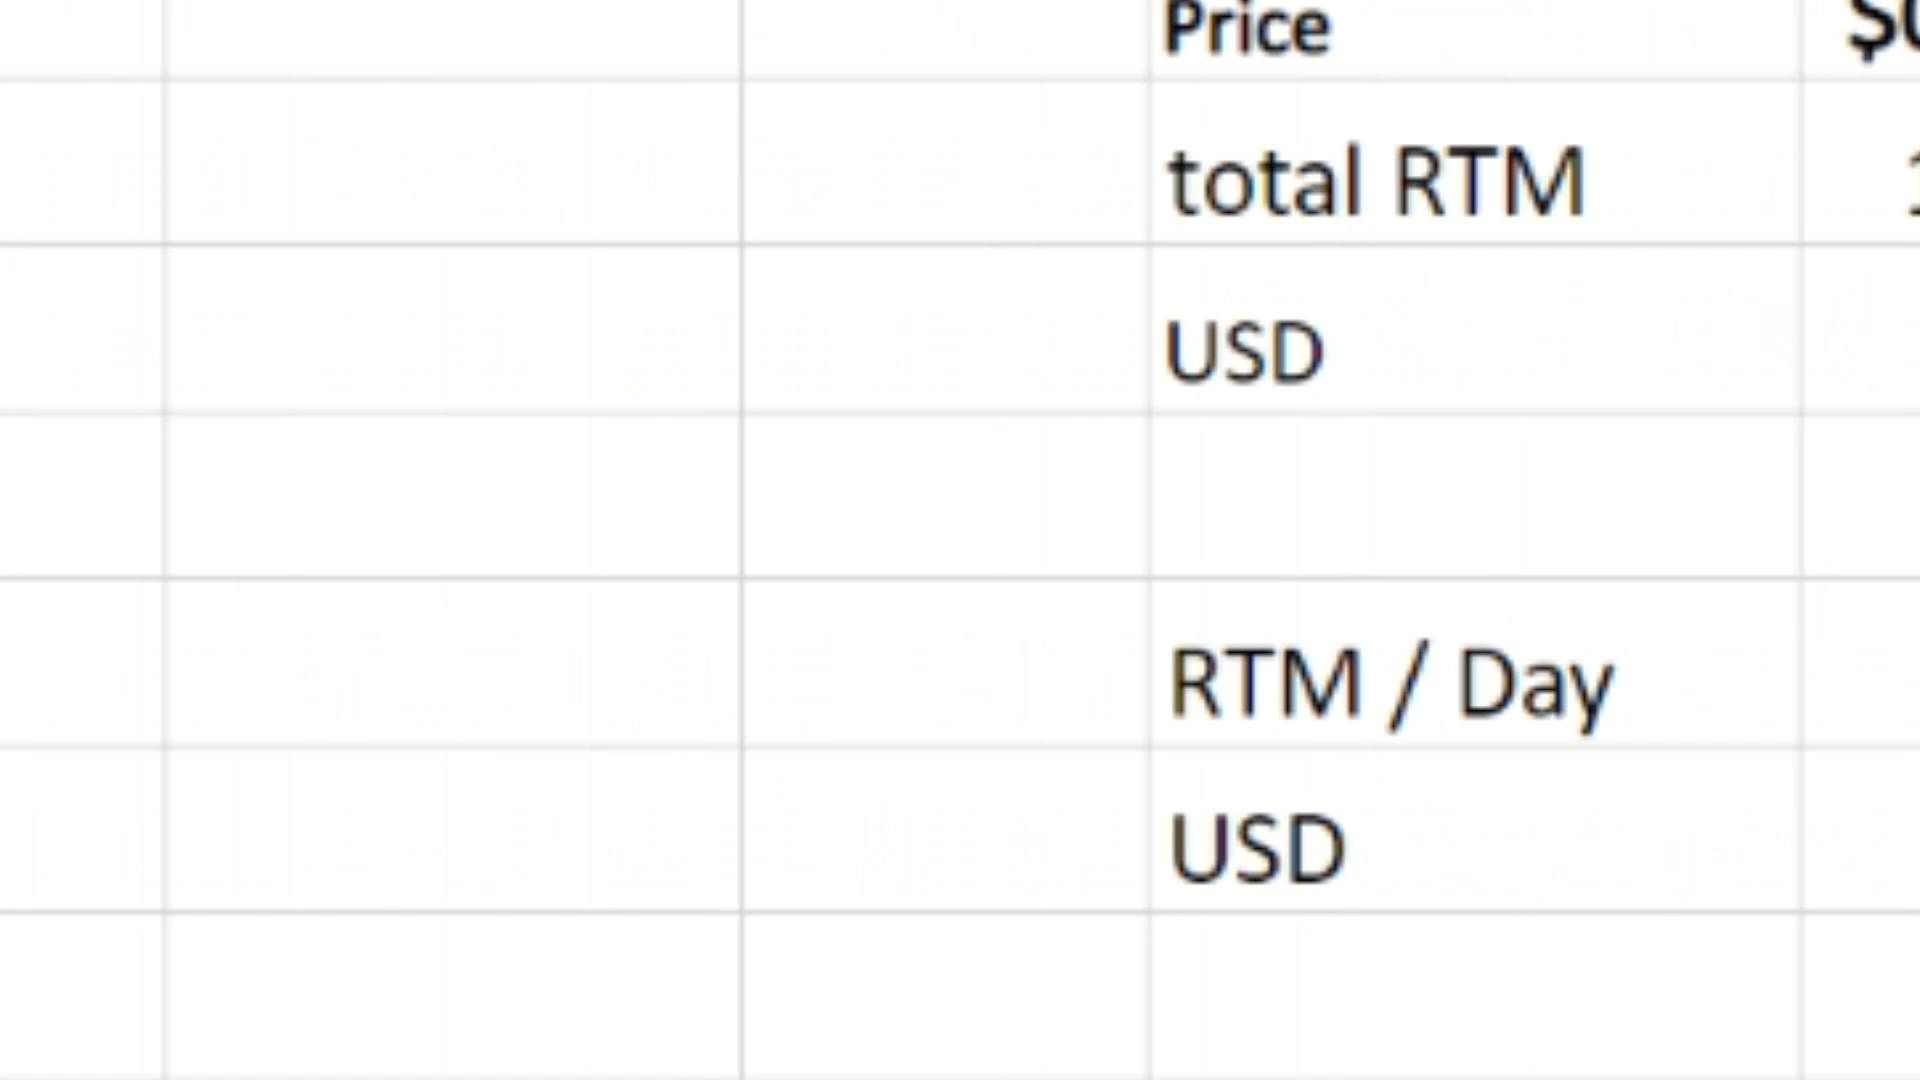 Price
total RTM
USD
RTM / Day
USD